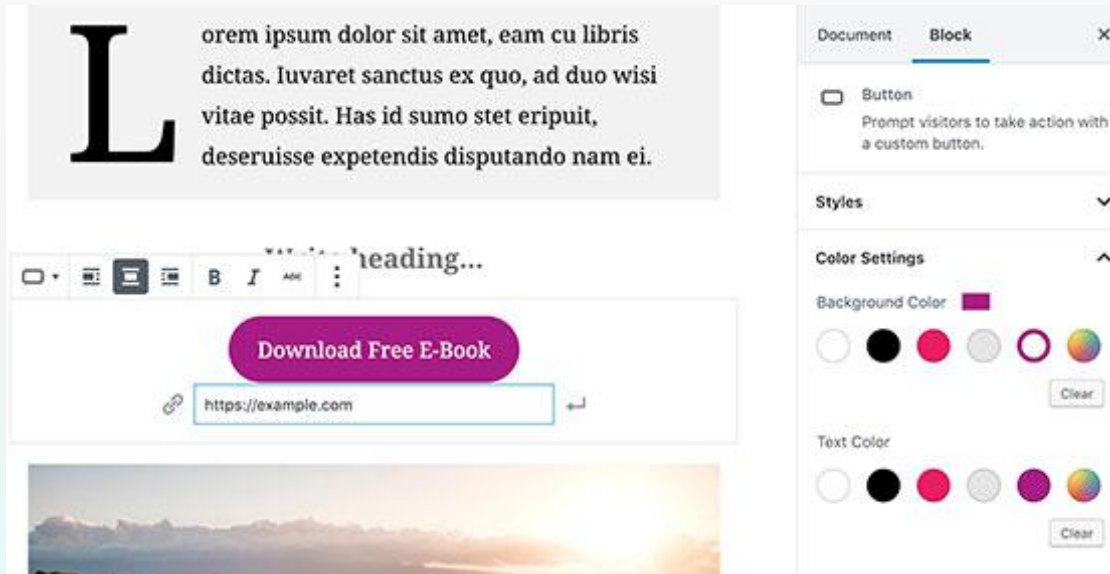 L
orem ipsum dolor sit amet, eam cu libris
dictas. Iuvaret sanctus ex quo, ad duo wisi
vitae possit. Has id sumo stet eripuit,
deseruisse expetendis disputando nam ei.
heading...
B I ABC
Download Free E-Book
https://example.com
Document Block
Button
Prompt visitors to take action with
a custom button.
Styles
Color Settings
Background Color
Clear
Text Color
Clear